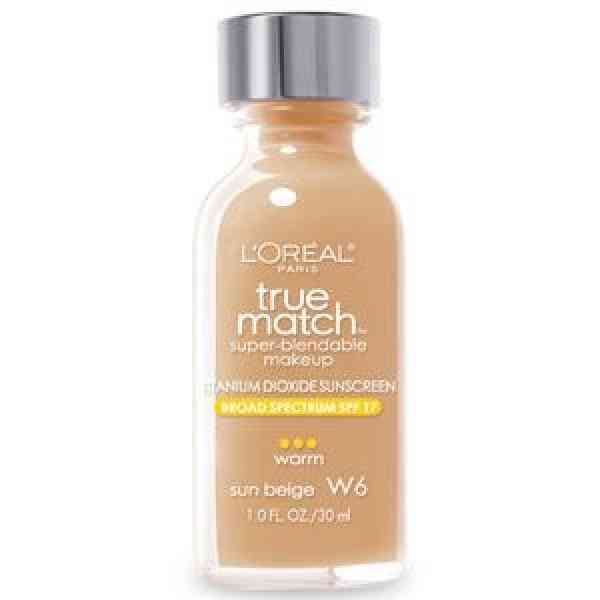 L'ORÉAL
PARIS
true
match™
super-blendable
makeup
TANIUM DIOXIDE SUNSCREEN
BROAD SPECTRUM SPF 17
warm
sun beige W6
1.0 FL. OZ./30 ml